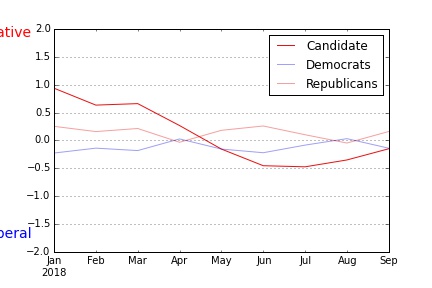 ative
beral
2.0
1.5
1.0
0.5
0.0
−0.5
−1.0
−1.5
−2.0
Jan Feb Mar Apr May Jun Jul Aug Sep
2018
Candidate
Democrats
Republicans